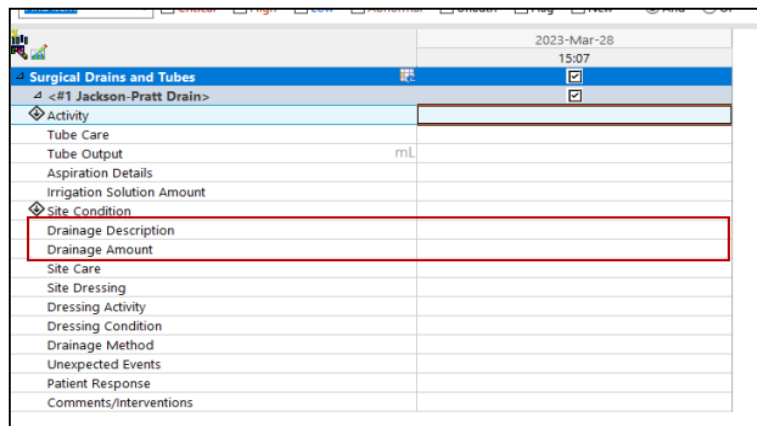 2023-Mar-28
15:07
Surgical Drains and Tubes
<#1 Jackson-Pratt Drain>
Activity
Tube Care
Tube Output mL
Aspiration Details
Irrigation Solution Amount
Site Condition
Drainage Description
Drainage Amount
Site Care
Site Dressing
Dressing Activity
Dressing Condition
Drainage Method
Unexpected Events
Patient Response
Comments/Interventions